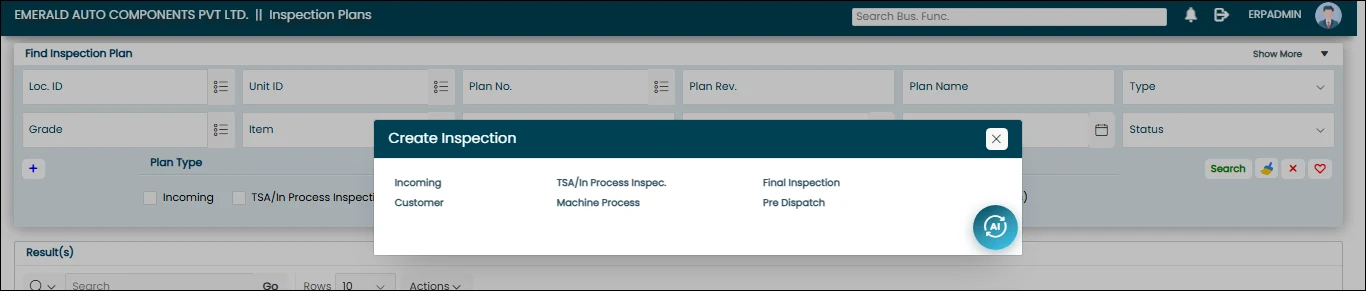 EMERALD AUTO COMPONENTS PVT LTD. || Inspection Plans
Search Bus. Func.
ERPADMIN
Find Inspection Plan
Show More
Loc. ID
Unit ID
Plan No.
Plan Rev.
Plan Name
Type
Grade
Item
Status
Create Inspection
Incoming
TSA/In Process Inspec.
Final Inspection
Customer
Machine Process
Pre Dispatch
AI
+
Plan Type
Search
Incoming
TSA/In Process Inspecti
)
Result(s)
Search
Go
Rows
10
Actions